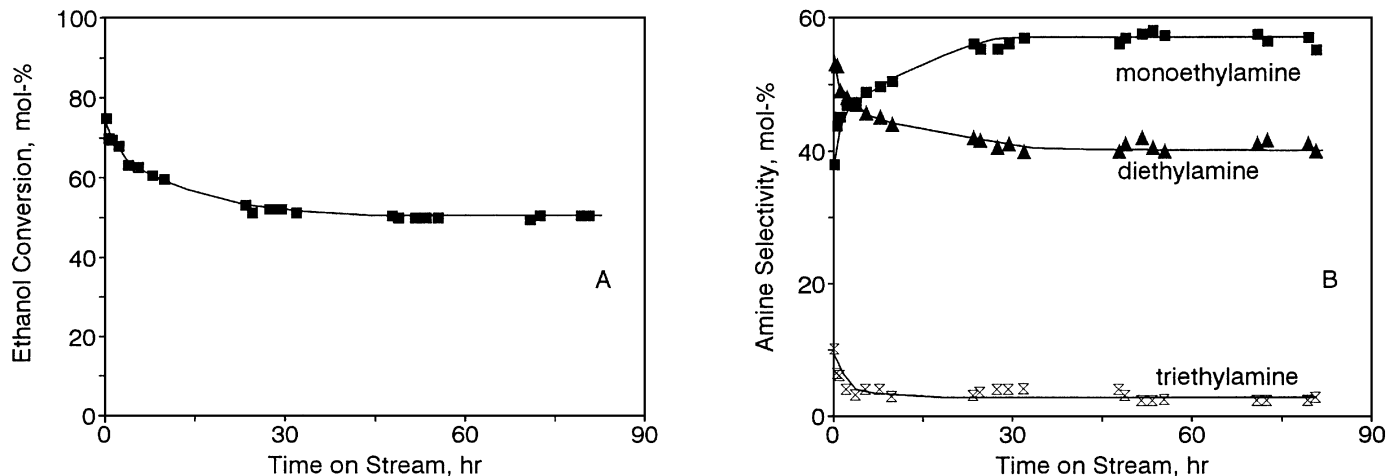 Ethanol Conversion, mol-%
100
80
60
40
20
0
0
30
60
90
Time on Stream, hr
A
Amine Selectivity, mol-%
60
40
20
0
0
30
60
90
Time on Stream, hr
monoethylamine
diethylamine
B
triethylamine